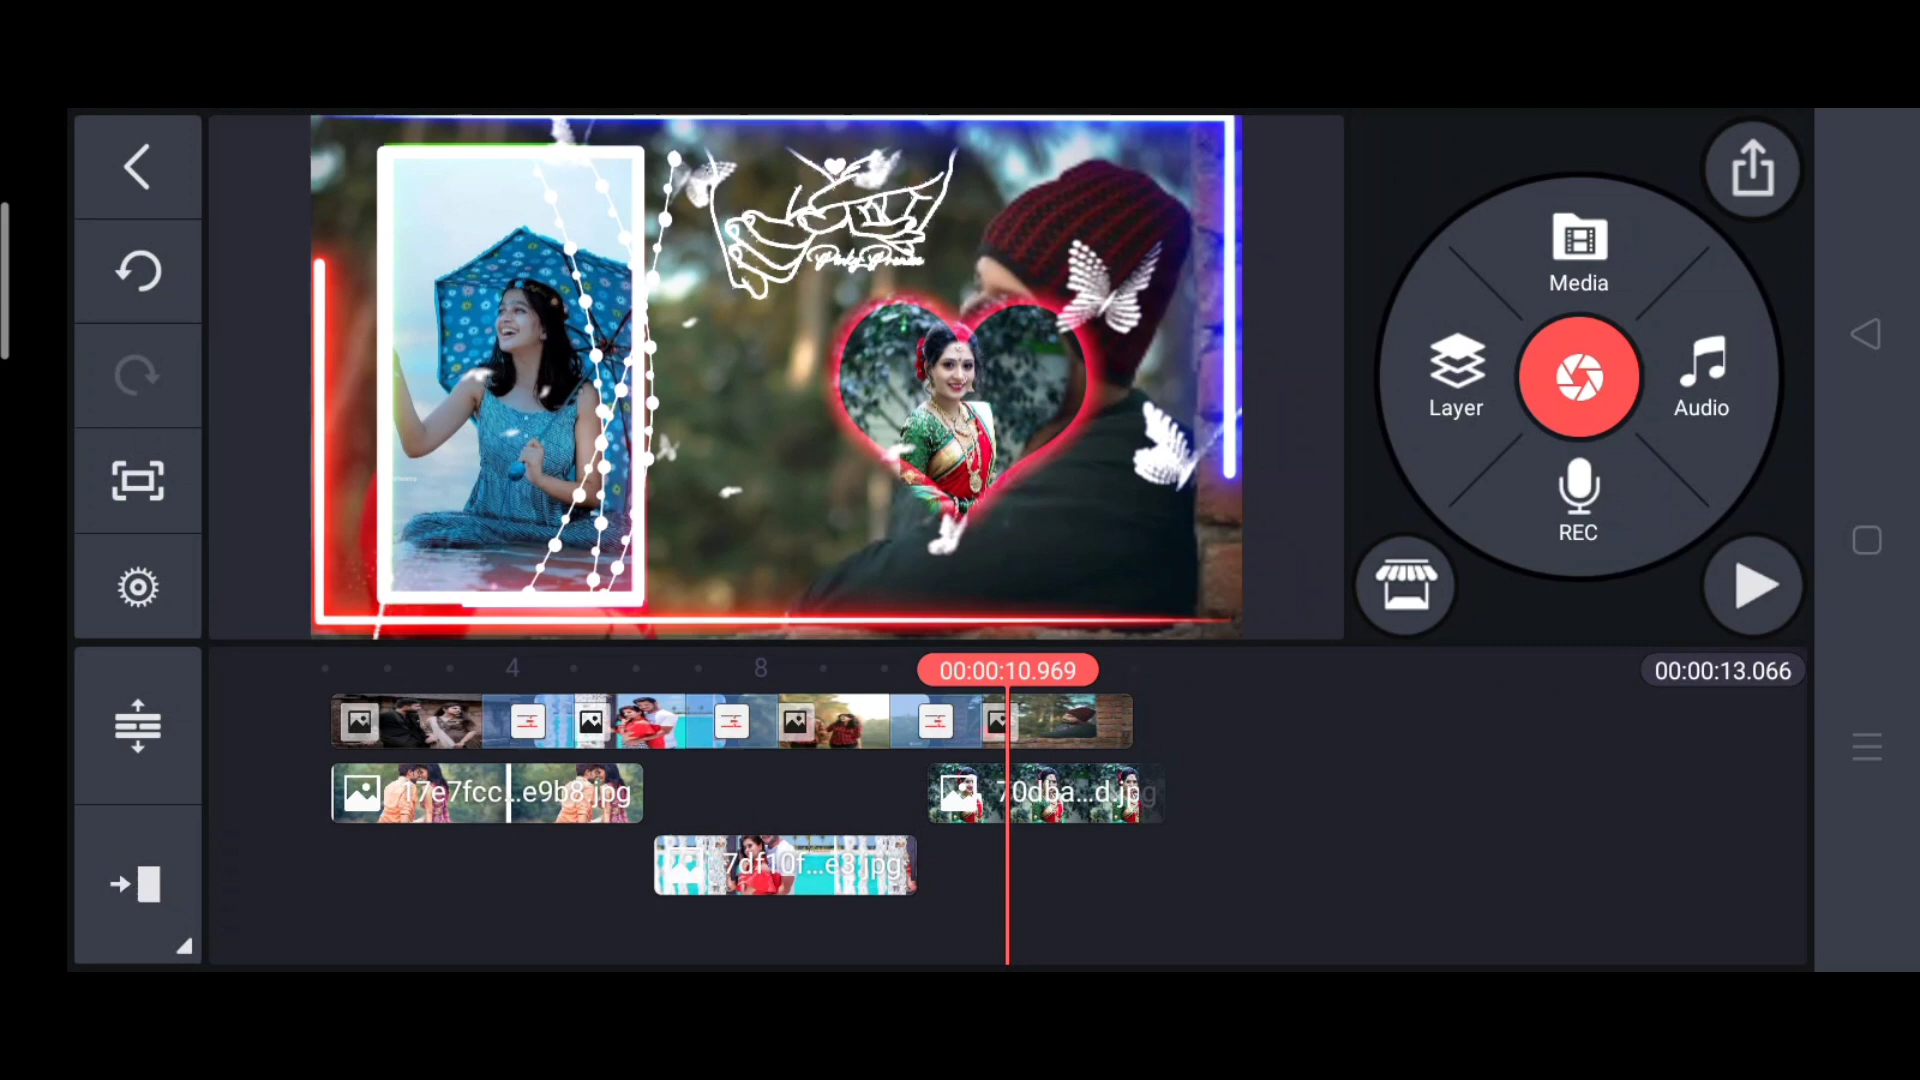 Media
Layer
Audio
REC
4
8
00:00:10.969
00:00:13.066
17e7fcc...e9b8.jpg
70dba...d.jpg
7df10f...e3.jpg